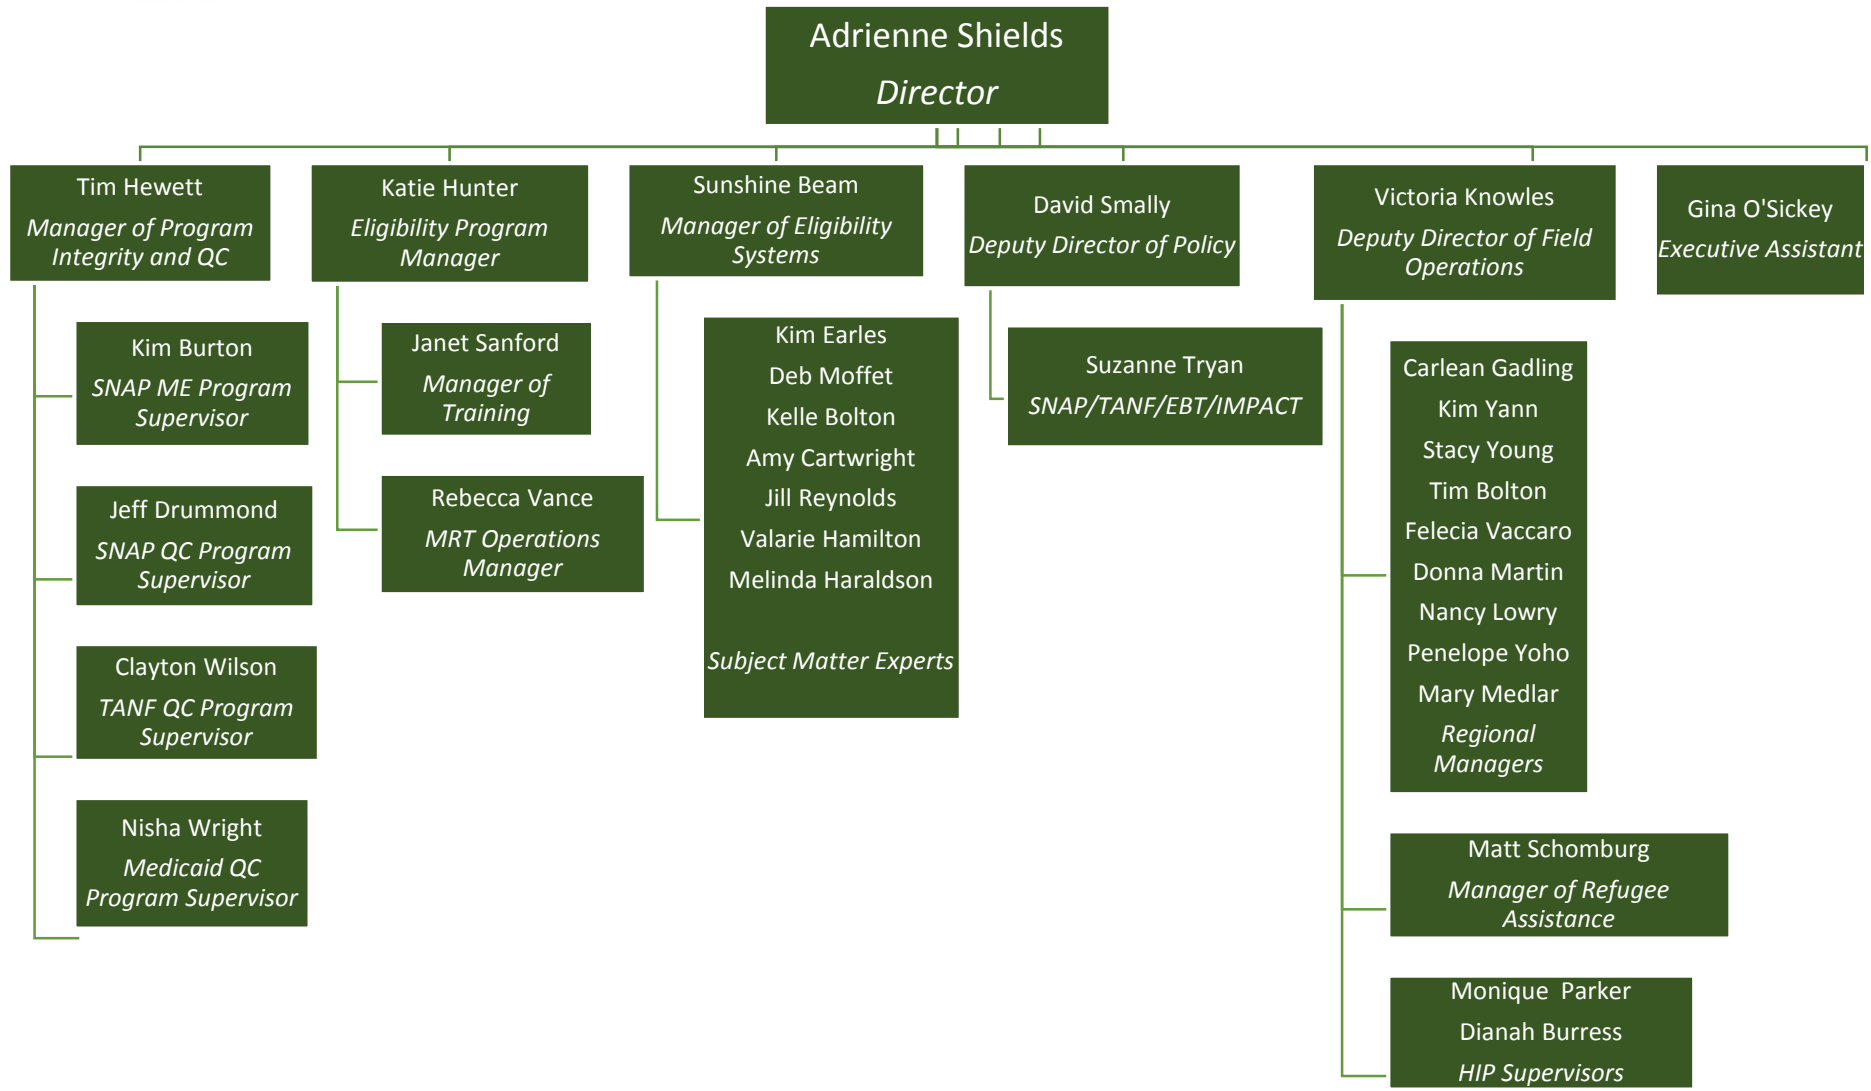 Adrienne Shields
Director
Tim Hewett
Manager of Program
Integrity and QC
Kim Burton
SNAP ME Program
Supervisor
Jeff Drummond
SNAP QC Program
Supervisor
Clayton Wilson
TANF QC Program
Supervisor
Nisha Wright
Medicaid QC
Program Supervisor
Katie Hunter
Eligibility Program
Manager
Janet Sanford
Manager of
Training
Rebecca Vance
MRT Operations
Manager
Sunshine Beam
Manager of Eligibility
Systems
Kim Earles
Deb Moffet
Kelle Bolton
Amy Cartwright
Jill Reynolds
Valarie Hamilton
Melinda Haraldson
Subject Matter Experts
David Smally
Deputy Director of Policy
Suzanne Tryan
SNAP/TANF/EBT/IMPACT
Victoria Knowles
Deputy Director of Field
Operations
Carlean Gadling
Kim Yann
Stacy Young
Tim Bolton
Felecia Vaccaro
Donna Martin
Nancy Lowry
Penelope Yoho
Mary Medlar
Regional
Managers
Matt Schomburg
Manager of Refugee
Assistance
Monique  Parker
Dianah Burress
HIP Supervisors
Gina O'Sickey
Executive Assistant